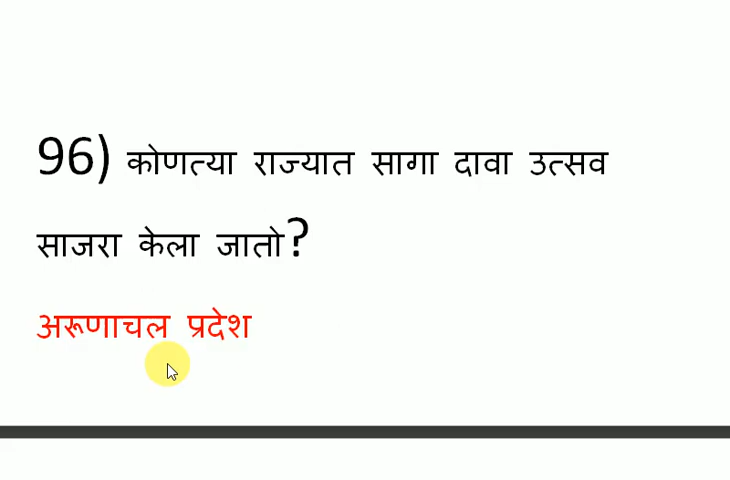 96) कोणत्या राज्यात सागा दावा उत्सव
साजरा केला जातो?
अरूणाचल प्रदेश